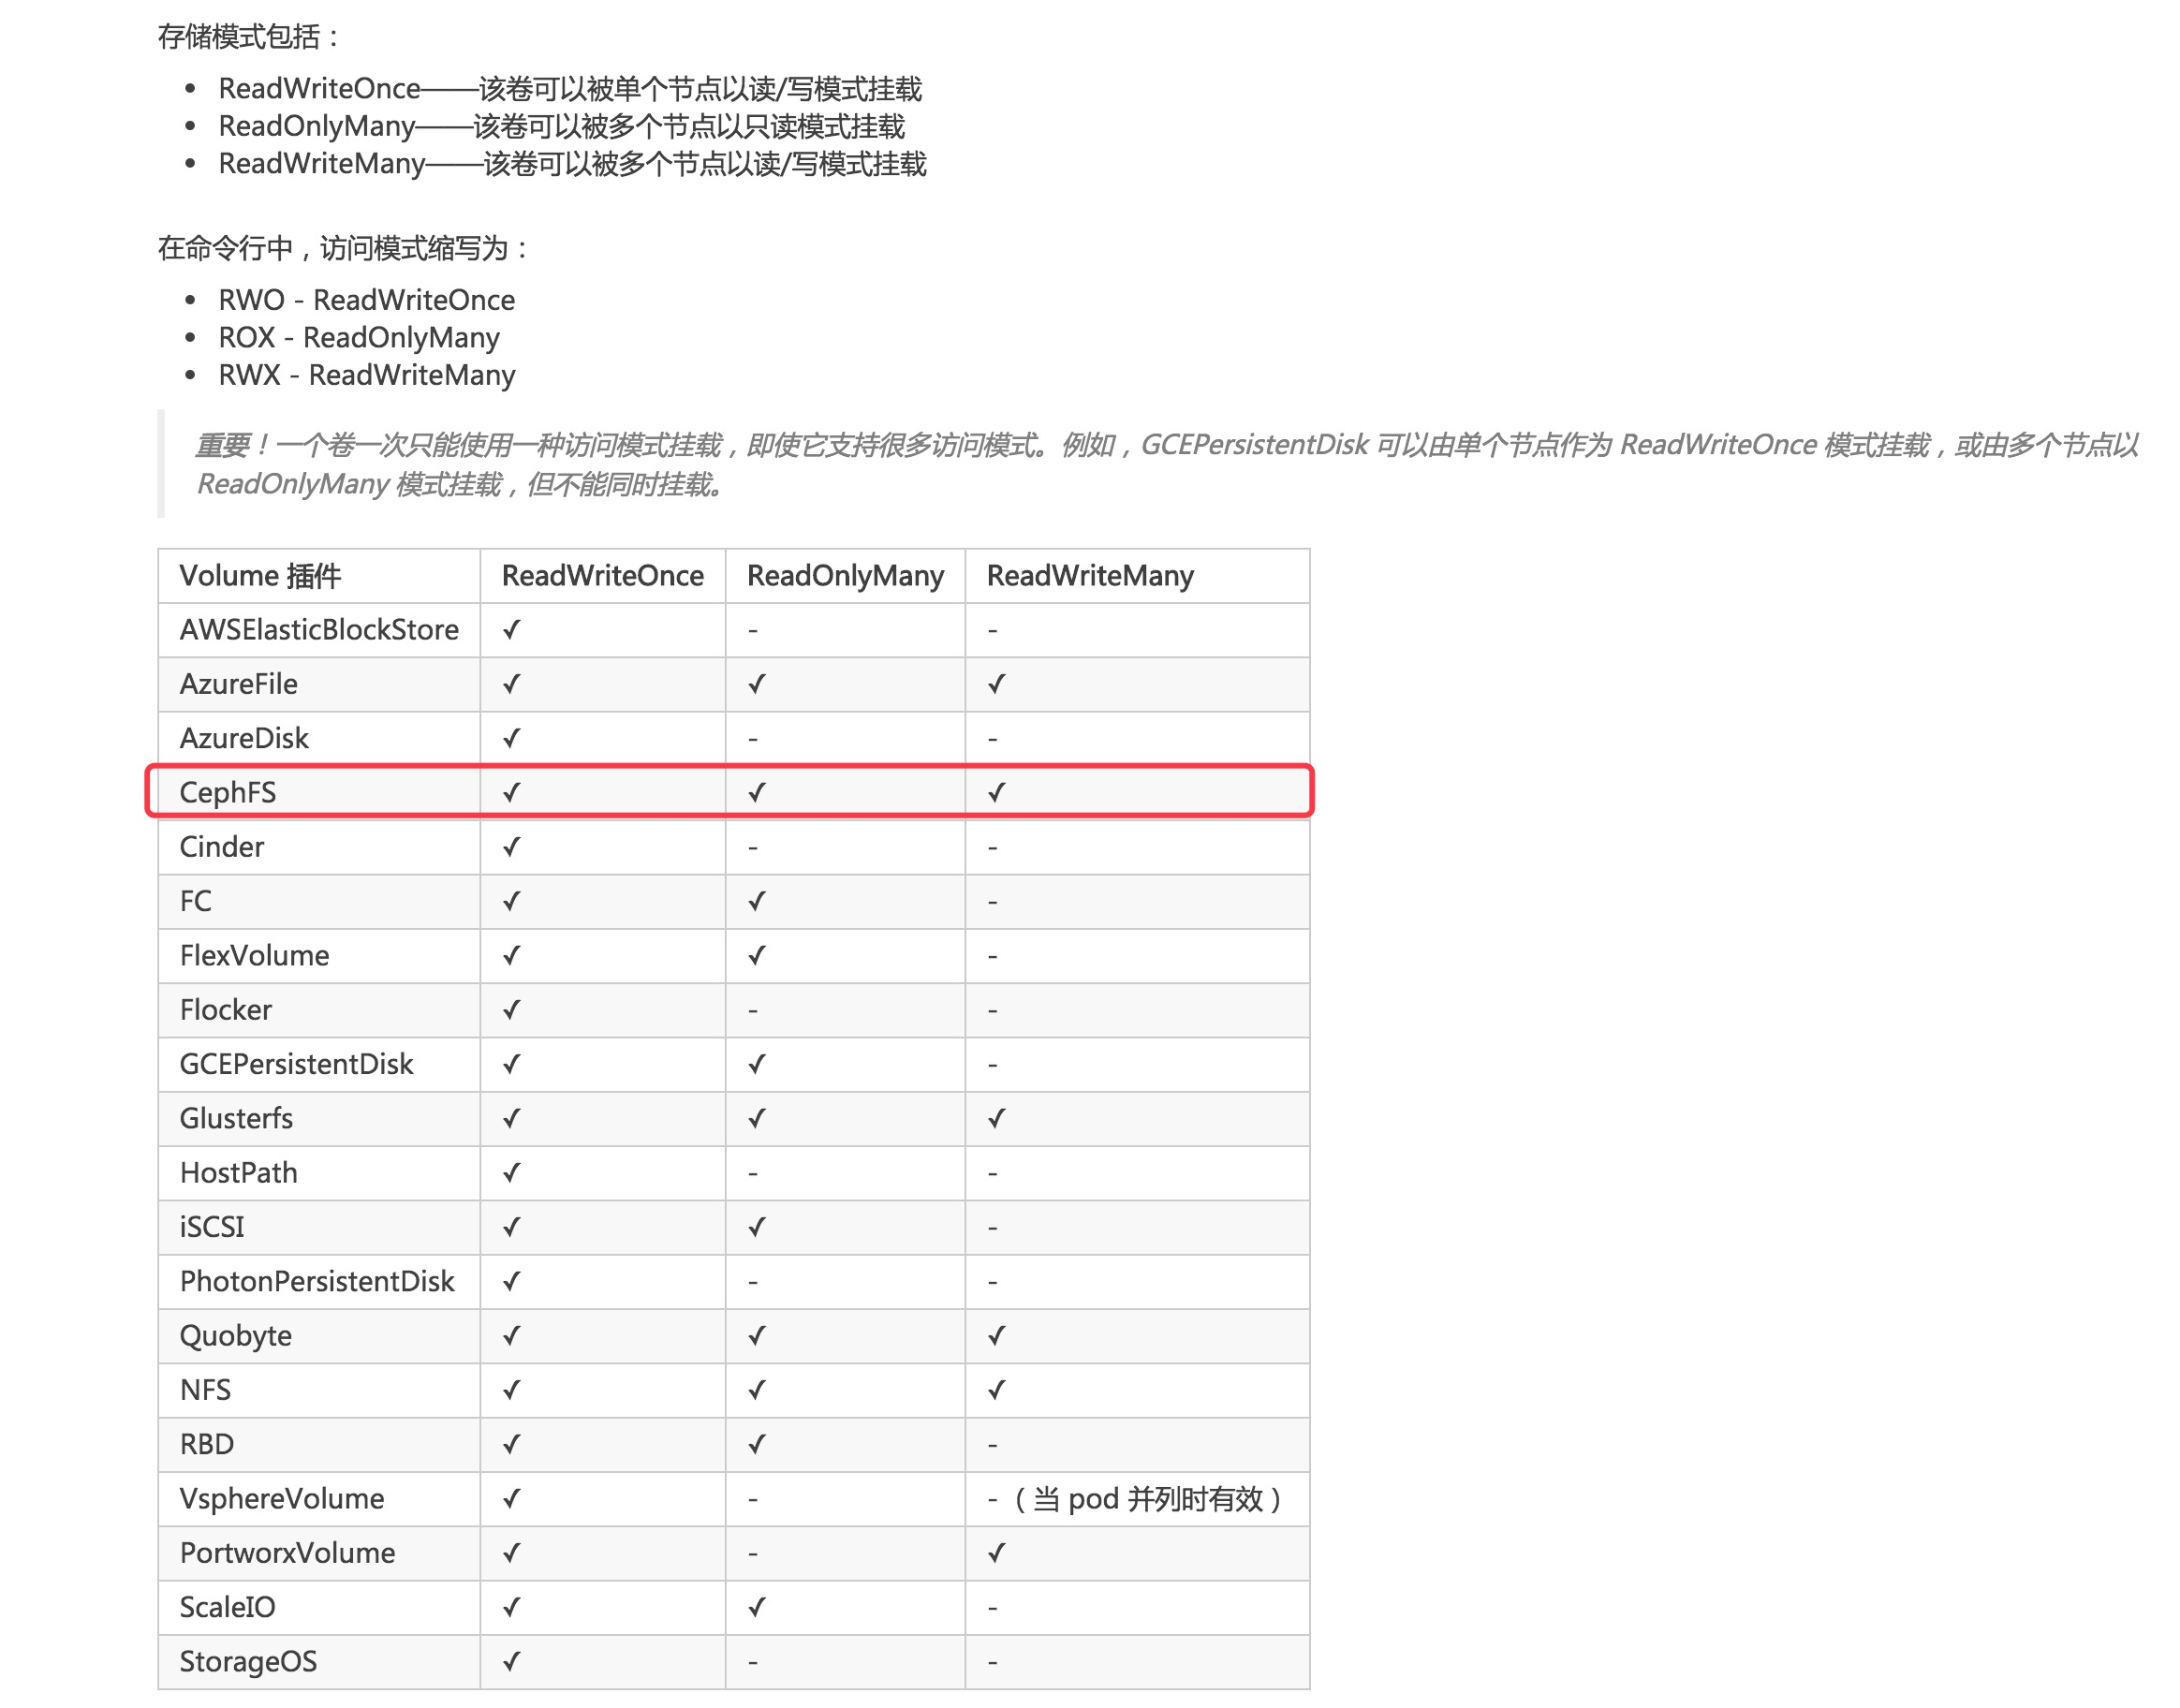 存储模式包括：
• ReadWriteOnce——该卷可以被单个节点以读/写模式挂载
• ReadOnlyMany——该卷可以被多个节点以只读模式挂载
• ReadWriteMany——该卷可以被多个节点以读/写模式挂载
在命令行中，访问模式缩写为：
• RWO - ReadWriteOnce
• ROX - ReadOnlyMany
• RWX - ReadWriteMany
重要！一个卷一次只能使用一种访问模式挂载，即使它支持很多访问模式。例如，GCEPersistentDisk 可以由单个节点作为 ReadWriteOnce 模式挂载，或由多个节点以
ReadOnlyMany 模式挂载，但不能同时挂载。
Volume 插件 ReadWriteOnce ReadOnlyMany ReadWriteMany
AWSElasticBlockStore ✓ - -
AzureFile ✓ ✓ ✓
AzureDisk ✓ - -
CephFS ✓ ✓ ✓
Cinder ✓ - -
FC ✓ ✓ -
FlexVolume ✓ ✓ -
Flocker ✓ - -
GCEPersistentDisk ✓ ✓ -
Glusterfs ✓ ✓ ✓
HostPath ✓ - -
iSCSI ✓ ✓ -
PhotonPersistentDisk ✓ - -
Quobyte ✓ ✓ ✓
NFS ✓ ✓ ✓
RBD ✓ ✓ -
VsphereVolume ✓ - -（当 pod 并列时有效）
PortworxVolume ✓ - ✓
ScaleIO ✓ ✓ -
StorageOS ✓ - -